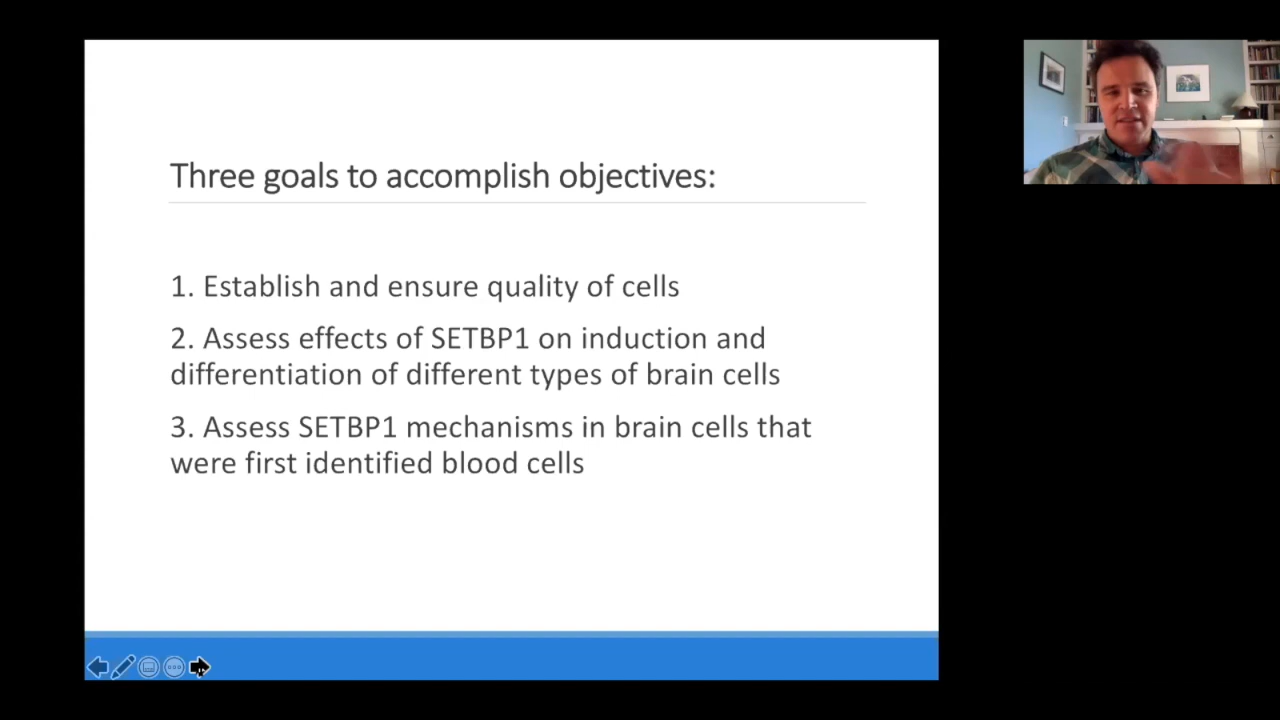 Three goals to accomplish objectives:
1. Establish and ensure quality of cells
2. Assess effects of SETBP1 on induction and
differentiation of different types of brain cells
3. Assess SETBP1 mechanisms in brain cells that
were first identified blood cells